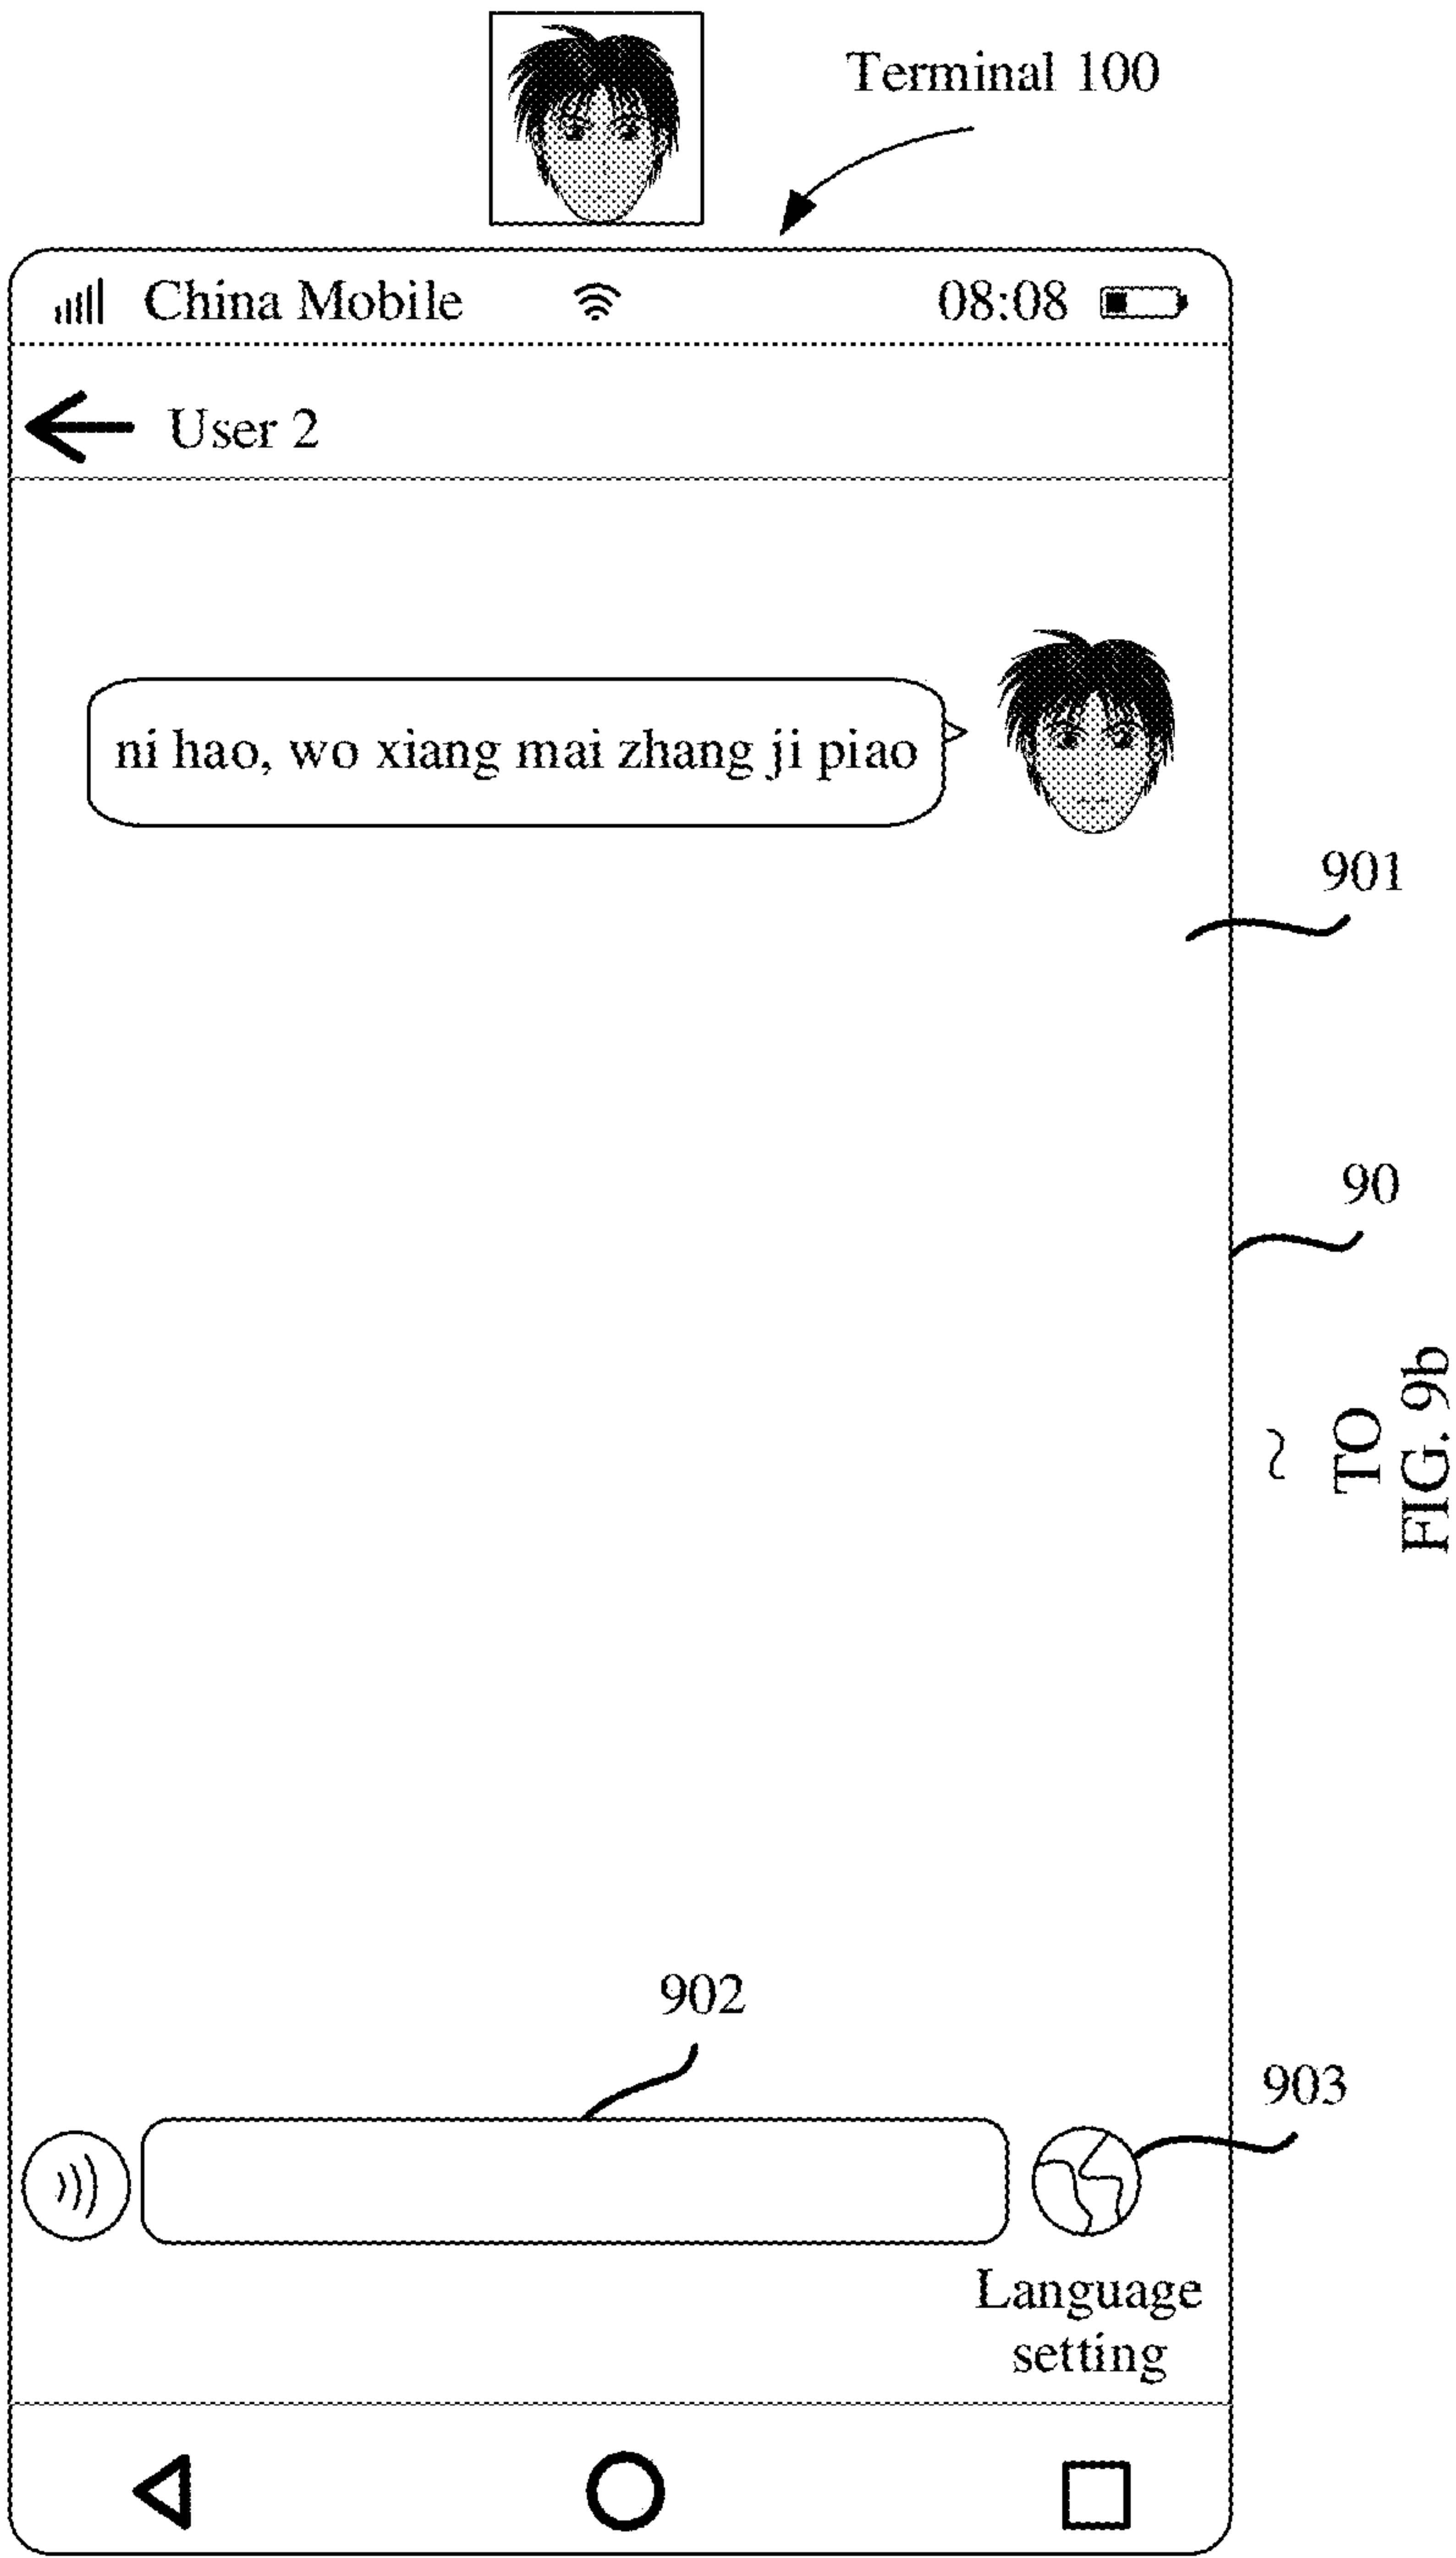 Terminal 100
China Mobile 08:08
User 2
ni hao, wo xiang mai zhang ji piao
901
90
TO
FIG. 9b
902
903
Language
setting